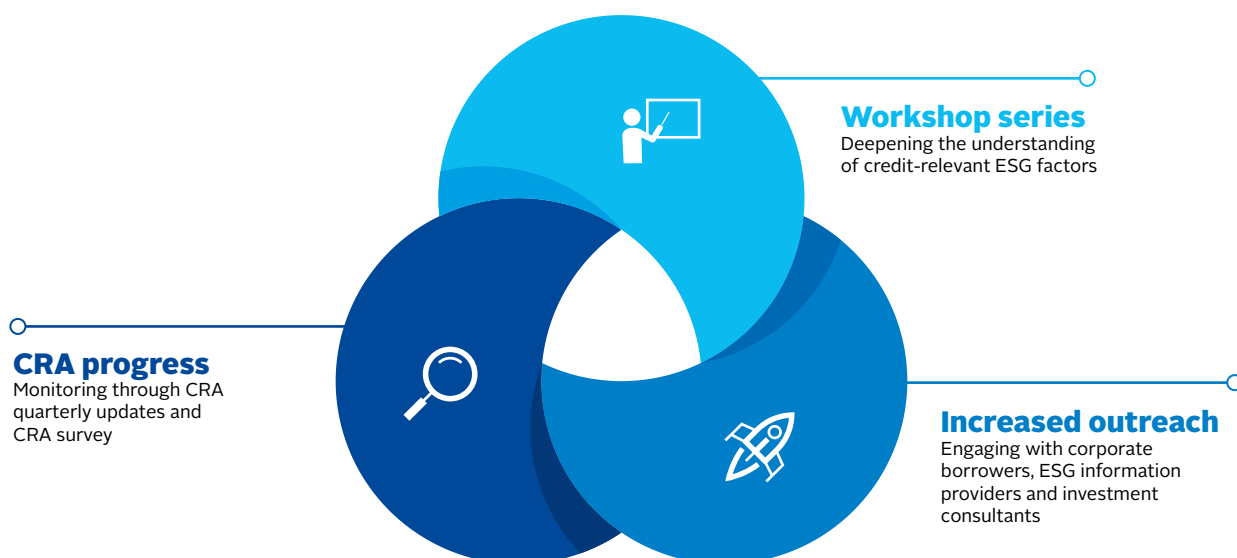 Workshop series
Deepening the understanding
of credit-relevant ESG factors
CRA progress
Monitoring through CRA
quarterly updates and
CRA survey
Increased outreach
Engaging with corporate
borrowers, ESG information
providers and investment
consultants